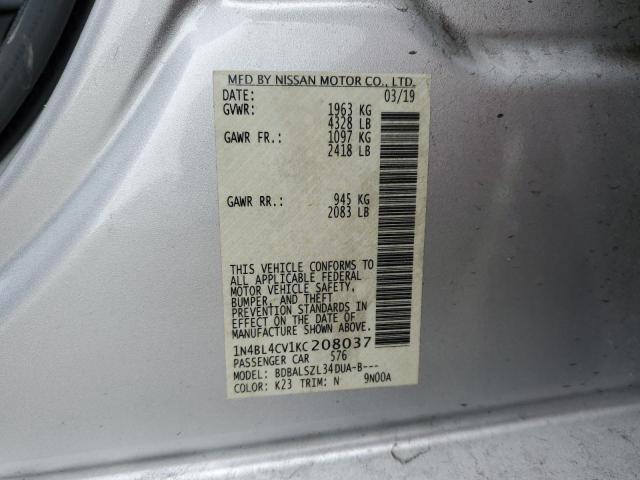 MFD BY NISSAN MOTOR CO., LTD.
DATE: 03/19
GVWR: 1963 KG
4328 LB
GAWR FR.: 1097 KG
2418 LB
GAWR RR.: 945 KG
2083 LB
THIS VEHICLE CONFORMS TO
ALL APPLICABLE FEDERAL
MOTOR VEHICLE SAFETY,
BUMPER, AND THEFT
PREVENTION STANDARDS IN
EFFECT ON THE DATE OF
MANUFACTURE SHOWN ABOVE.
1N4BL4CV1KC208037
PASSENGER CAR 576
MODEL: BDBALSZL34DUA-B---
COLOR: K23 TRIM: N 9N00A